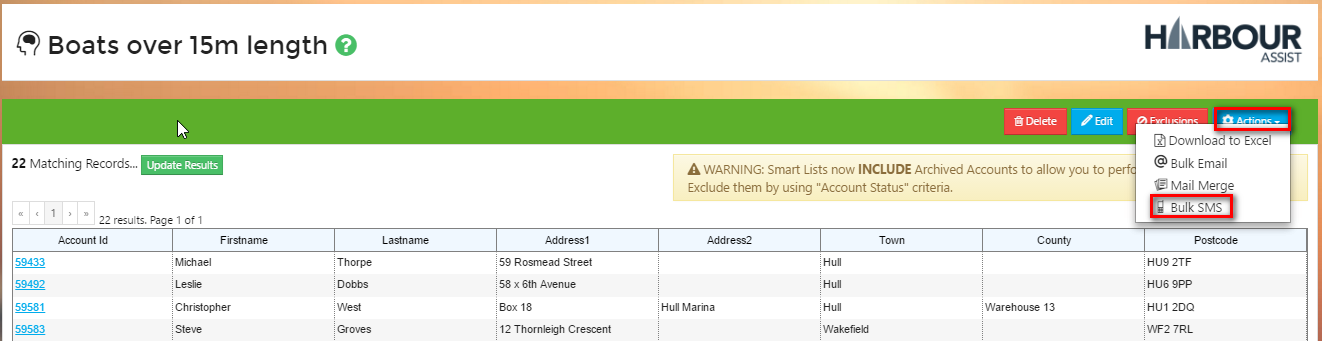 Boats over 15m length ?
HARBOUR
ASSIST
Delete
Edit
Exclusions
Actions
Download to Excel
@ Bulk Email
Mail Merge
Bulk SMS
22 Matching Records... Update Results
WARNING: Smart Lists now INCLUDE Archived Accounts to allow you to
Exclude them by using "Account Status" criteria.
« ‹ 1 › » 22 results. Page 1 of 1
Account Id Firstname Lastname Address1 Address2 Town County Postcode
59433 Michael Thorpe 59 Rosmead Street Hull HU9 2TF
59492 Leslie Dobbs 58 x 6th Avenue Hull HU6 9PP
59581 Christopher West Box 18 Hull Marina Hull Warehouse 13 HU1 2DQ
59583 Steve Groves 12 Thornleigh Crescent Wakefield WF2 7RL